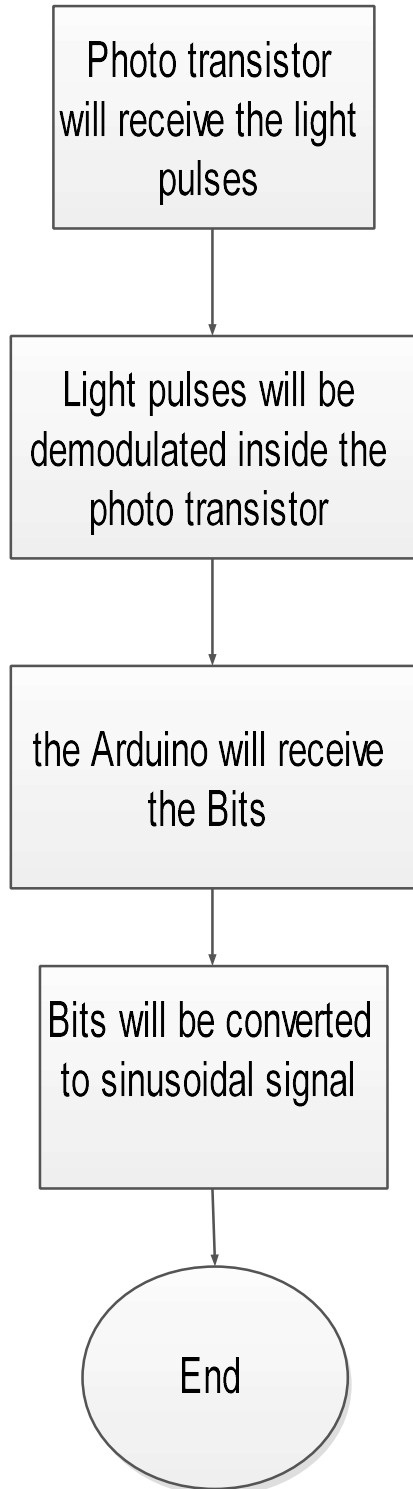 Photo transistor
will receive the light
pulses
Light pulses will be
demodulated inside the
photo transistor
the Arduino will receive
the Bits
Bits will be converted
to sinusoidal signal
End